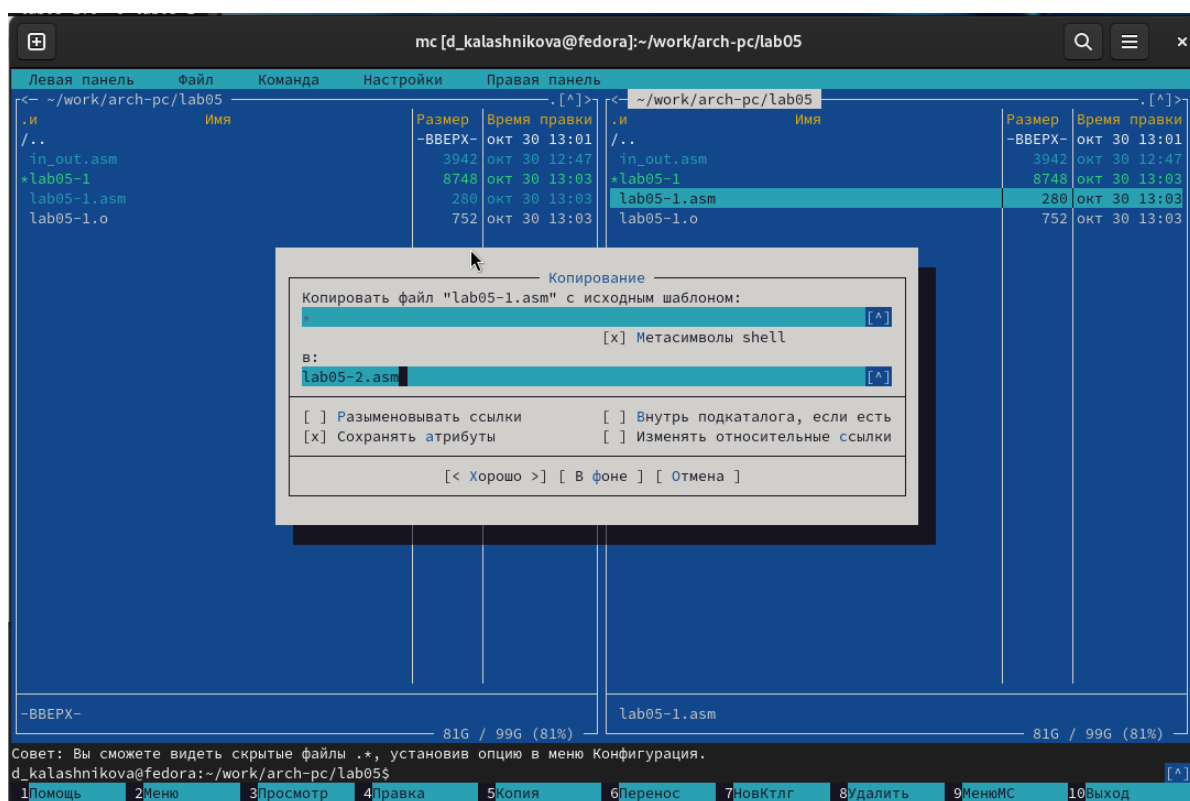 mc [d_kalashnikova@fedora]:~/work/arch-pc/lab05
Левая панель Файл Команда Настройки Правая панель
<— ~/work/arch-pc/lab05 .[^]> <— ~/work/arch-pc/lab05 .[^]>
.и Имя Размер Время правки .и Имя Размер Время правки
/.. -ВВЕРХ- окт 30 13:01 /.. -ВВЕРХ- окт 30 13:01
in_out.asm 3942 окт 30 12:47 in_out.asm 3942 окт 30 12:47
*lab05-1 8748 окт 30 13:03 *lab05-1 8748 окт 30 13:03
lab05-1.asm 280 окт 30 13:03 lab05-1.asm 280 окт 30 13:03
lab05-1.o 752 окт 30 13:03 lab05-1.o 752 окт 30 13:03
Копирование
Копировать файл "lab05-1.asm" с исходным шаблоном:
* [^]
[x] Метасимволы shell
в:
lab05-2.asm [^]
[ ] Разыменовывать ссылки [ ] Внутрь подкаталога, если есть
[x] Сохранять атрибуты [ ] Изменять относительные ссылки
[< Хорошо >] [ В фоне ] [ Отмена ]
-ВВЕРХ- lab05-1.asm
81G / 99G (81%) 81G / 99G (81%)
Совет: Вы сможете видеть скрытые файлы .*, установив опцию в меню Конфигурация.
d_kalashnikova@fedora:~/work/arch-pc/lab05$ [^]
1Помощь 2Меню 3Просмотр 4Правка 5Копия 6Перенос 7НовКтлг 8Удалить 9МенюMC 10Выход